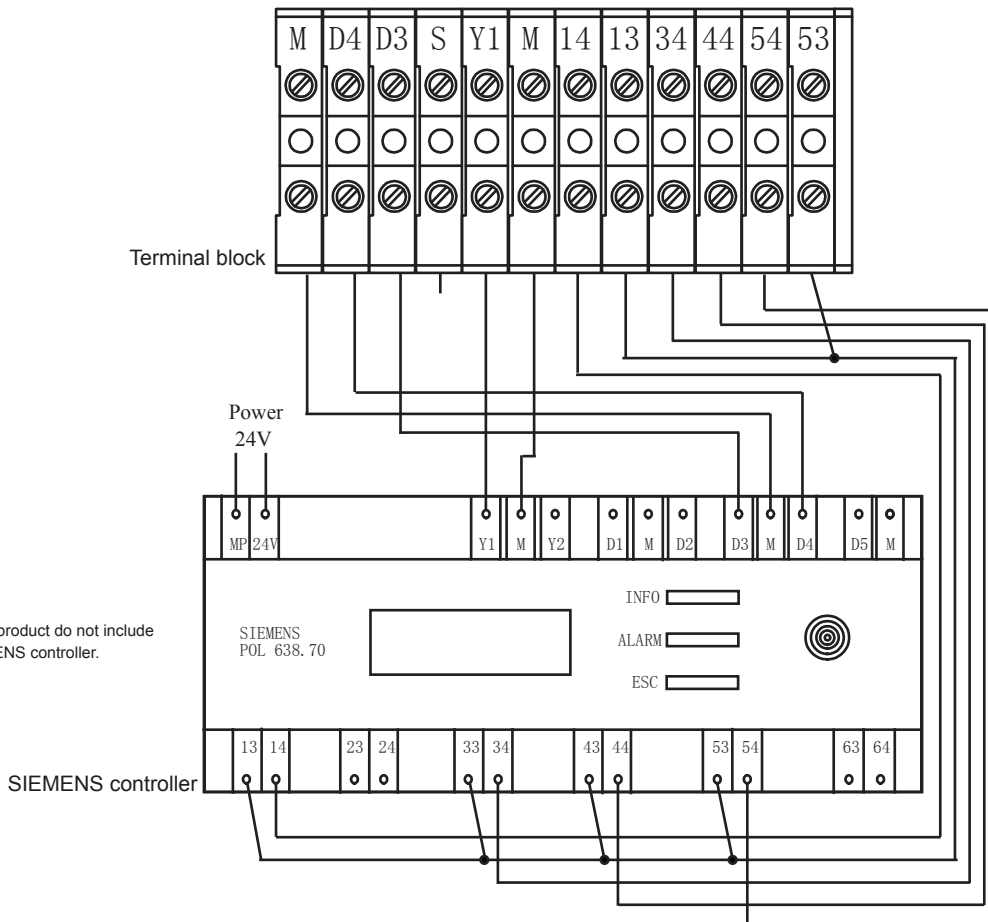 M D4 D3 S Y1 M 14 13 34 44 54 53
Terminal block
Power
24V
MP 24V Y1 M Y2 D1 M D2 D3 M D4 D5 M
INFO
product do not include
SIEMENS
POL 638.70
ALARM
ENS controller.
ESC
13 14 23 24 33 34 43 44 53 54 63 64
SIEMENS controller